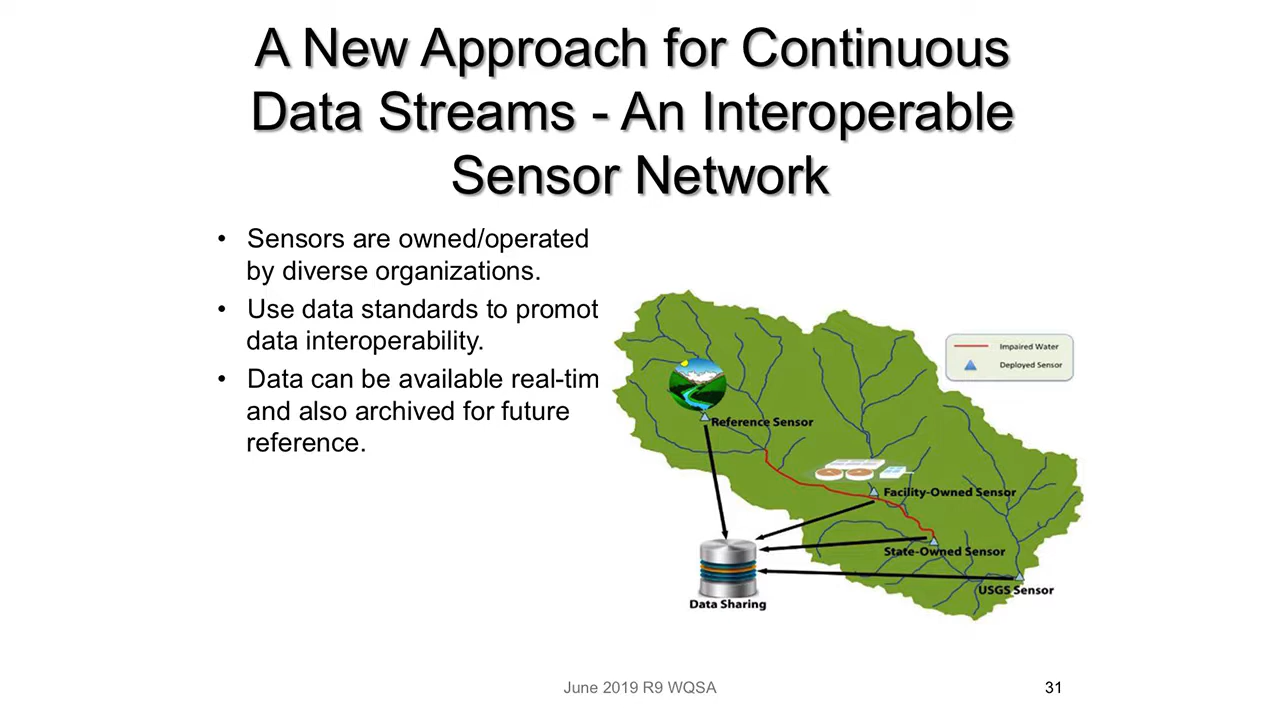 A New Approach for Continuous
Data Streams - An Interoperable
Sensor Network
• Sensors are owned/operated
by diverse organizations.
• Use data standards to promot
data interoperability.
• Data can be available real-tim
and also archived for future
reference.
Impaired Water
Deployed Sensor
Reference Sensor
Facility-Owned Sensor
State-Owned Sensor
USGS Sensor
Data Sharing
June 2019 R9 WQSA
31